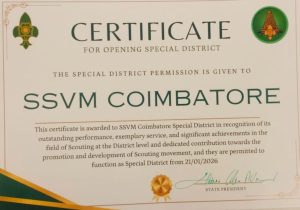 CERTIFICATE
FOR OPENING SPECIAL DISTRICT
THE SPECIAL DISTRICT PERMISSION IS GIVEN TO
SSVM COIMBATORE
This certificate is awarded to SSVM Coimbatore Special District in recognition of its
outstanding performance, exemplary service, and significant achievements in the
field of Scouting at the District level and dedicated contribution towards the
promotion and development of Scouting movement, and they are permitted to
function as Special District from 21/01/2026
STATE PRESIDENT